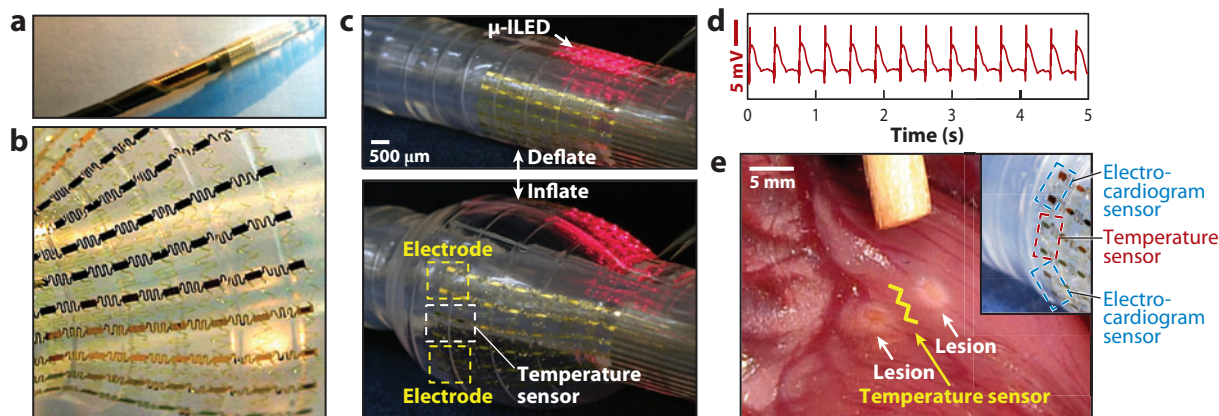 a
b
c
μ-ILED
500 μm
Deflate
Inflate
Electrode
Electrode
Temperature
sensor
d
5 mV
0
1
2
3
4
5
Time (s)
e
5 mm
Lesion
Lesion
Temperature sensor
Electro-
cardiogram
sensor
Temperature
sensor
Electro-
cardiogram
sensor